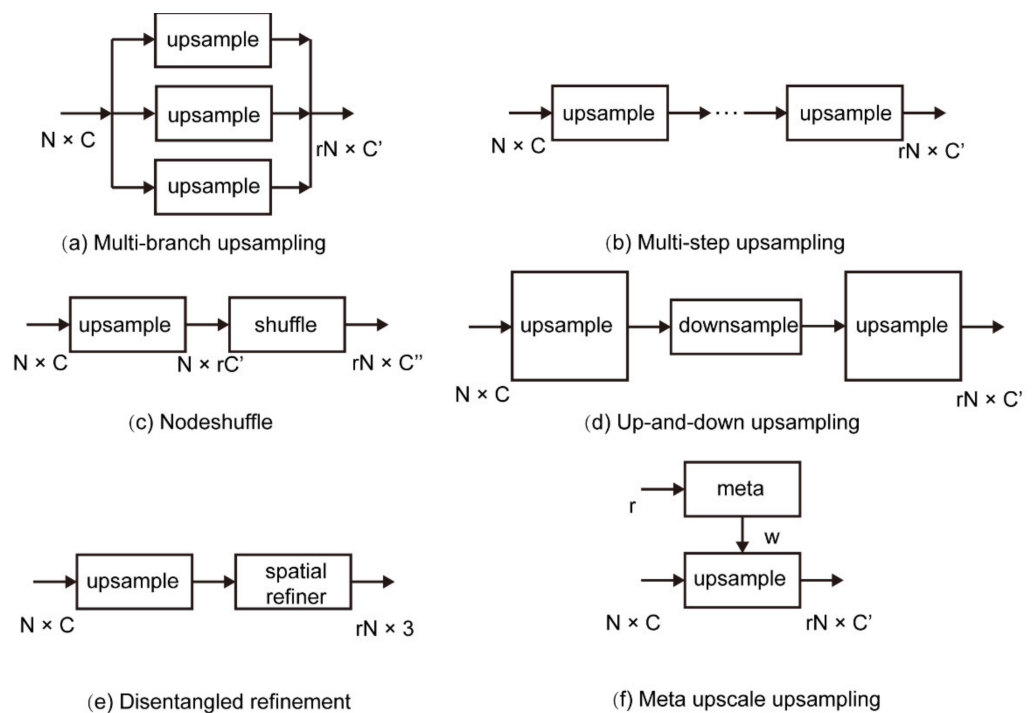 upsample
upsample
N × C
rN × C’
upsample
(a) Multi-branch upsampling
upsample
···
upsample
N × C
rN × C’
(b) Multi-step upsampling
upsample
shuffle
N × C
N × rC’
rN × C’’
(c) Nodeshuffle
upsample
downsample
upsample
N × C
rN × C’
(d) Up-and-down upsampling
upsample
spatial
refiner
N × C
rN × 3
(e) Disentangled refinement
meta
r
w
upsample
N × C
rN × C’
(f) Meta upscale upsampling